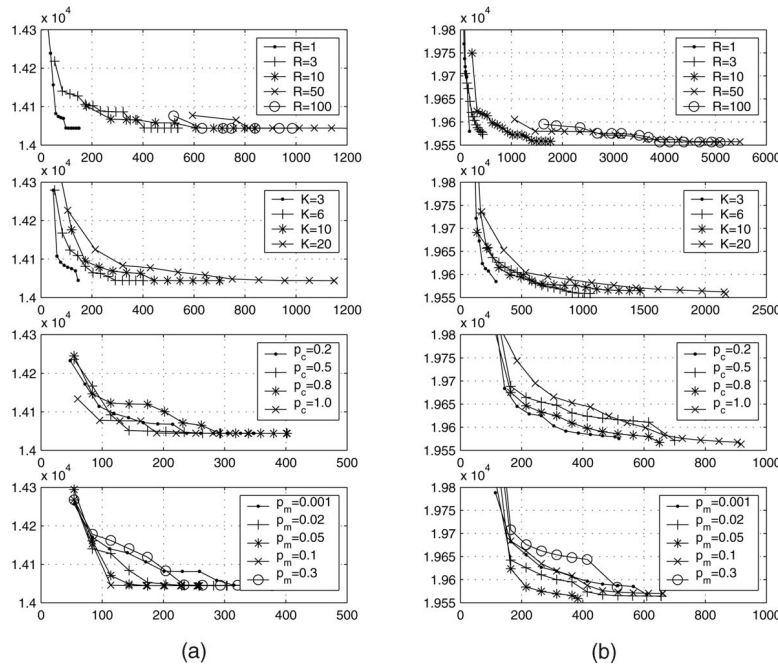 x 10^4
1.43
1.42
1.41
1.4
0 200 400 600 800 1000 1200
R=1
R=3
R=10
R=50
R=100
x 10^4
1.43
1.42
1.41
1.4
0 200 400 600 800 1000 1200
K=3
K=6
K=10
K=20
x 10^4
1.43
1.42
1.41
1.4
0 100 200 300 400 500
p_c=0.2
p_c=0.5
p_c=0.8
p_c=1.0
x 10^4
1.43
1.42
1.41
1.4
0 100 200 300 400 500
p_m=0.001
p_m=0.02
p_m=0.05
p_m=0.1
p_m=0.3
(a)
x 10^4
1.98
1.975
1.97
1.965
1.96
1.955
0 1000 2000 3000 4000 5000 6000
R=1
R=3
R=10
R=50
R=100
x 10^4
1.98
1.975
1.97
1.965
1.96
1.955
0 500 1000 1500 2000 2500
K=3
K=6
K=10
K=20
x 10^4
1.98
1.975
1.97
1.965
1.96
1.955
0 200 400 600 800 1000
p_c=0.2
p_c=0.5
p_c=0.8
p_c=1.0
x 10^4
1.98
1.975
1.97
1.965
1.96
1.955
0 200 400 600 800 1000
p_m=0.001
p_m=0.02
p_m=0.05
p_m=0.1
p_m=0.3
(b)